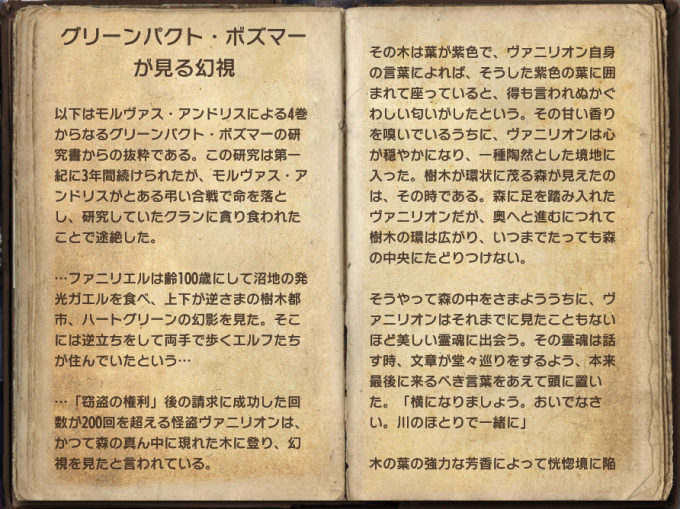 グリーンパクト・ボズマー
が見る幻視
以下はモルヴァス・アンドリスによる4巻
からなるグリーンパクト・ボズマーの研
究書からの抜粋である。この研究は第一
紀に3年間続けられたが、モルヴァス・ア
ンドリスがとある弔い合戦で命を落と
し、研究していたクランに貪り食われた
ことで途絶した。
…ファニリエルは齢100歳にして沼地の発
光ガエルを食べ、上下が逆さまの樹木都
市、ハートグリーンの幻影を見た。そこ
には逆立ちをして両手で歩くエルフたち
が住んでいたという…
…「窃盗の権利」後の請求に成功した回
数が200回を超える怪盗ヴァニリオンは、
かつて森の真ん中に現れた木に登り、幻
視を見たと言われている。
その木は葉が紫色で、ヴァニリオン自身
の言葉によれば、そうした紫色の葉に囲
まれて座っていると、得も言われぬかぐ
わしい匂いがしたという。その甘い香り
を嗅いでいるうちに、ヴァニリオンは心
が穏やかになり、一種陶然とした境地に
入った。樹木が環状に茂る森が見えたの
は、その時である。森に足を踏み入れた
ヴァニリオンだが、奥へと進むにつれて
樹木の環は広がり、いつまでたっても森
の中央にたどりつけない。
そうやって森の中をさまよううちに、ヴ
ァニリオンはそれまでに見たこともない
ほど美しい霊魂に出会う。その霊魂は話
す時、文章が堂々巡りをするよう、本来
最後に来るべき言葉をあえて頭に置い
た。「横になりましょう。おいでなさ
い。川のほとりで一緒に」
木の葉の強力な芳香によって恍惚境に陥